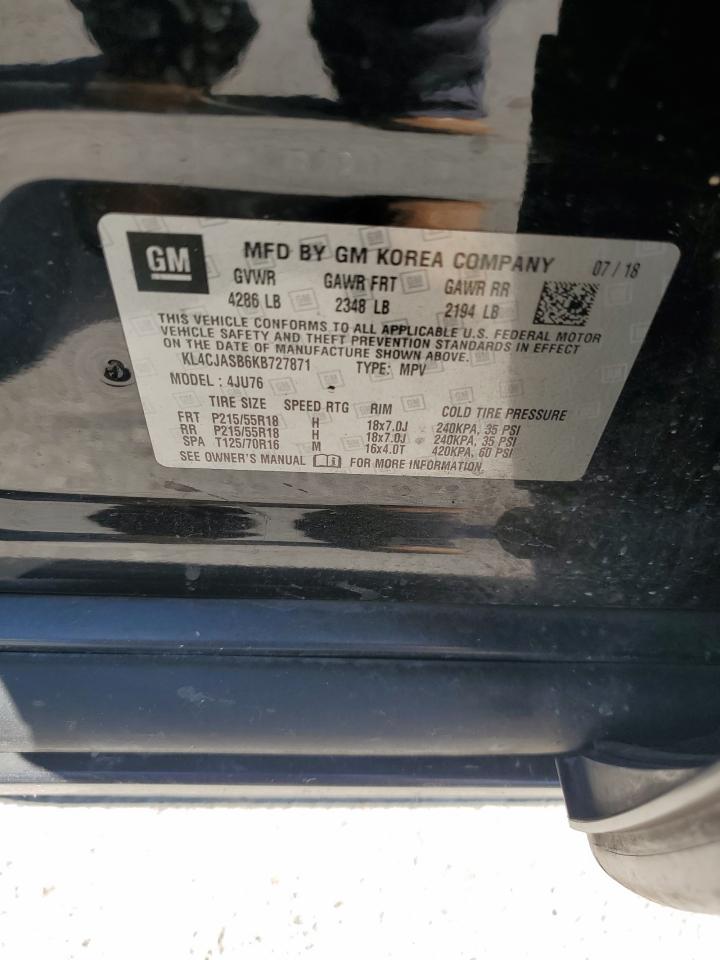 GM MFD BY GM KOREA COMPANY 07 / 18
GVWR GAWR FRT GAWR RR
4286 LB 2348 LB 2194 LB
THIS VEHICLE CONFORMS TO ALL APPLICABLE U.S. FEDERAL MOTOR
VEHICLE SAFETY AND THEFT PREVENTION STANDARDS IN EFFECT
ON THE DATE OF MANUFACTURE SHOWN ABOVE.
KL4CJASB6KB727871 TYPE: MPV
MODEL : 4JU76
TIRE SIZE SPEED RTG RIM COLD TIRE PRESSURE
FRT P215/55R18 H 18x7.0J 240KPA, 35 PSI
RR P215/55R18 H 18x7.0J 240KPA, 35 PSI
SPA T125/70R16 M 16x4.0T 420KPA, 60 PSI
SEE OWNER'S MANUAL FOR MORE INFORMATION.